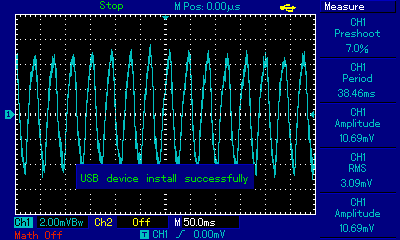 Stop M Pos: 0.00µs Measure
CH1
Preshoot
7.0%
CH1
Period
38.46ms
CH1
Amplitude
10.69mV
CH1
RMS
3.09mV
CH1
Amplitude
10.69mV
1
USB device install successfully
Ch1 2.00mVBw Ch2 Off M 50.0ms
Math Off T CH1 0.00mV